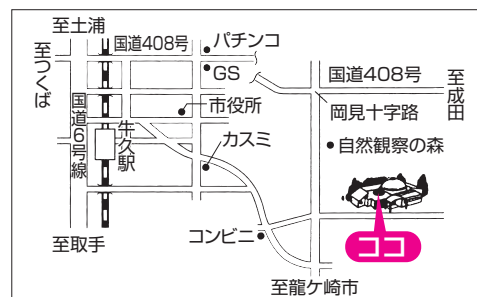 至土浦
国道408号
パチンコ
至つくば
GS
国道408号
至成田
市役所
岡見十字路
国道6号線
牛久駅
カスミ
自然観察の森
コンビニ
ココ
至取手
至龍ケ崎市